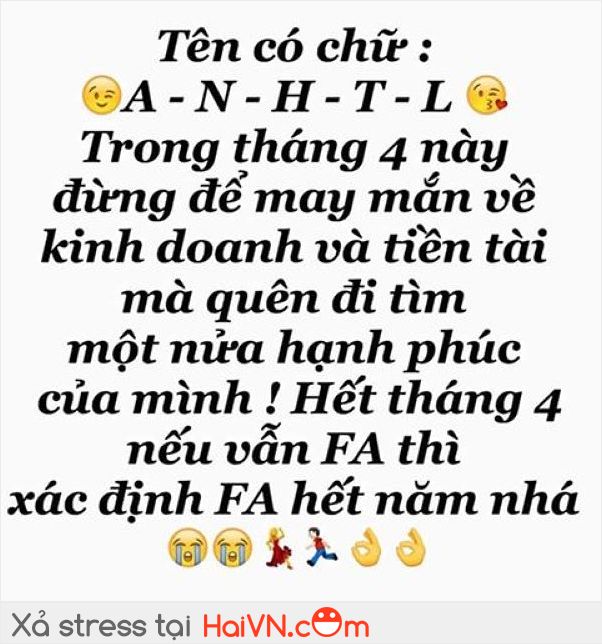 Tên có chữ :
😉A - N - H - T - L 😘
Trong tháng 4 này
đừng để may mắn về
kinh doanh và tiền tài
mà quên đi tìm
một nửa hạnh phúc
của mình ! Hết tháng 4
nếu vẫn FA thì
xác định FA hết năm nhá
😭😭💃🏃👌👌
Xả stress tại HaiVN.com